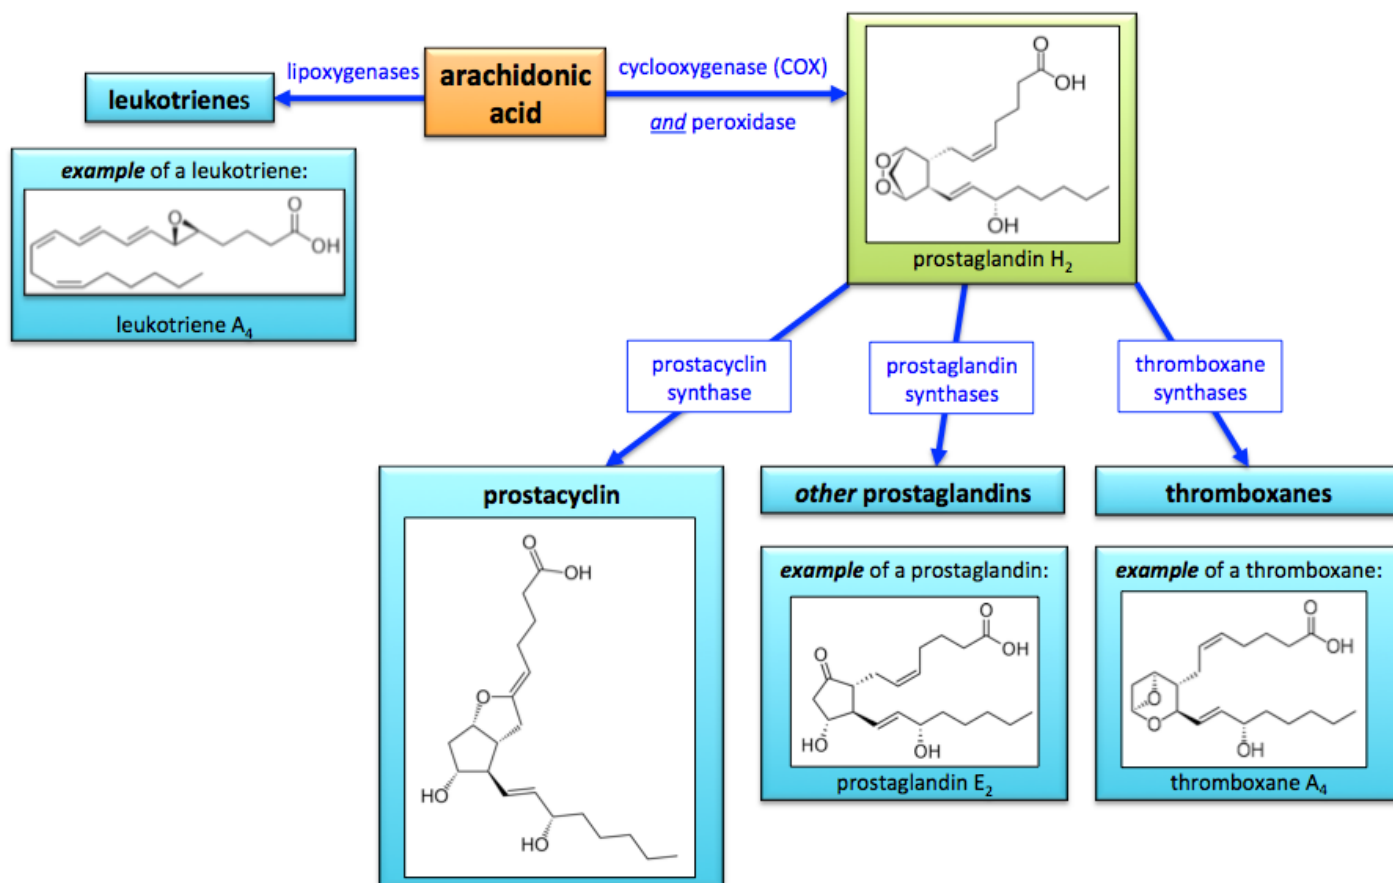 leukotrienes
lipoxygenases
arachidonic
acid
cyclooxygenase (COX)
and peroxidase
O
OH
O
O
OH
prostaglandin H2
example of a leukotriene:
O
O
OH
leukotriene A4
prostacyclin
synthase
prostaglandin
synthases
thromboxane
synthases
prostacyclin
O
OH
O
HO
HO
other prostaglandins
example of a prostaglandin:
O
OH
O
HO
OH
prostaglandin E2
thromboxanes
example of a thromboxane:
O
OH
O
O
OH
thromboxane A4